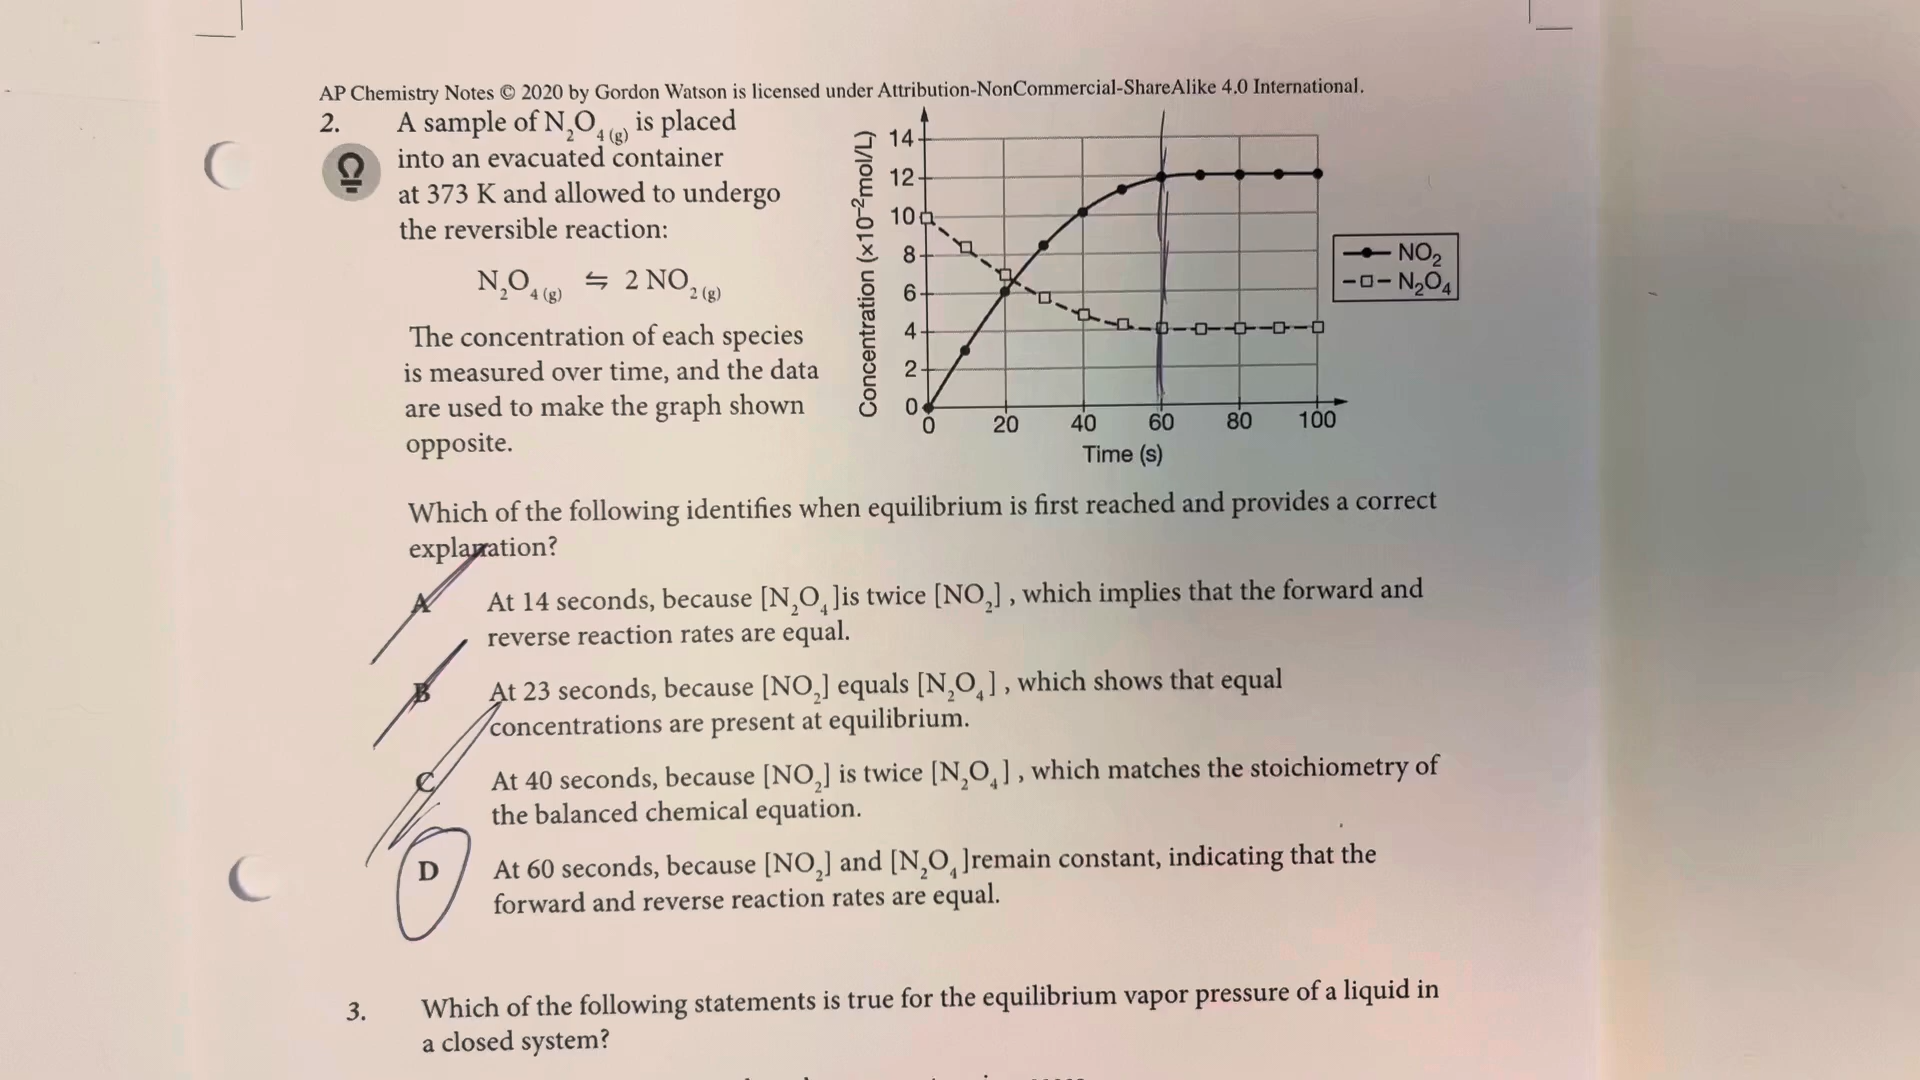 AP Chemistry Notes © 2020 by Gordon Watson is licensed under Attribution-NonCommercial-ShareAlike 4.0 International.
2. A sample of N₂O₄ (g) is placed
into an evacuated container
at 373 K and allowed to undergo
the reversible reaction:
N₂O₄ (g) ⇋ 2 NO₂ (g)
The concentration of each species
is measured over time, and the data
are used to make the graph shown
opposite.
Concentration (×10⁻²mol/L)
14
12
10
8
6
4
2
0
0 20 40 60 80 100
Time (s)
NO₂
N₂O₄
Which of the following identifies when equilibrium is first reached and provides a correct
explanation?
A At 14 seconds, because [N₂O₄]is twice [NO₂] , which implies that the forward and
reverse reaction rates are equal.
B At 23 seconds, because [NO₂] equals [N₂O₄] , which shows that equal
concentrations are present at equilibrium.
C At 40 seconds, because [NO₂] is twice [N₂O₄] , which matches the stoichiometry of
the balanced chemical equation.
D At 60 seconds, because [NO₂] and [N₂O₄]remain constant, indicating that the
forward and reverse reaction rates are equal.
3. Which of the following statements is true for the equilibrium vapor pressure of a liquid in
a closed system?